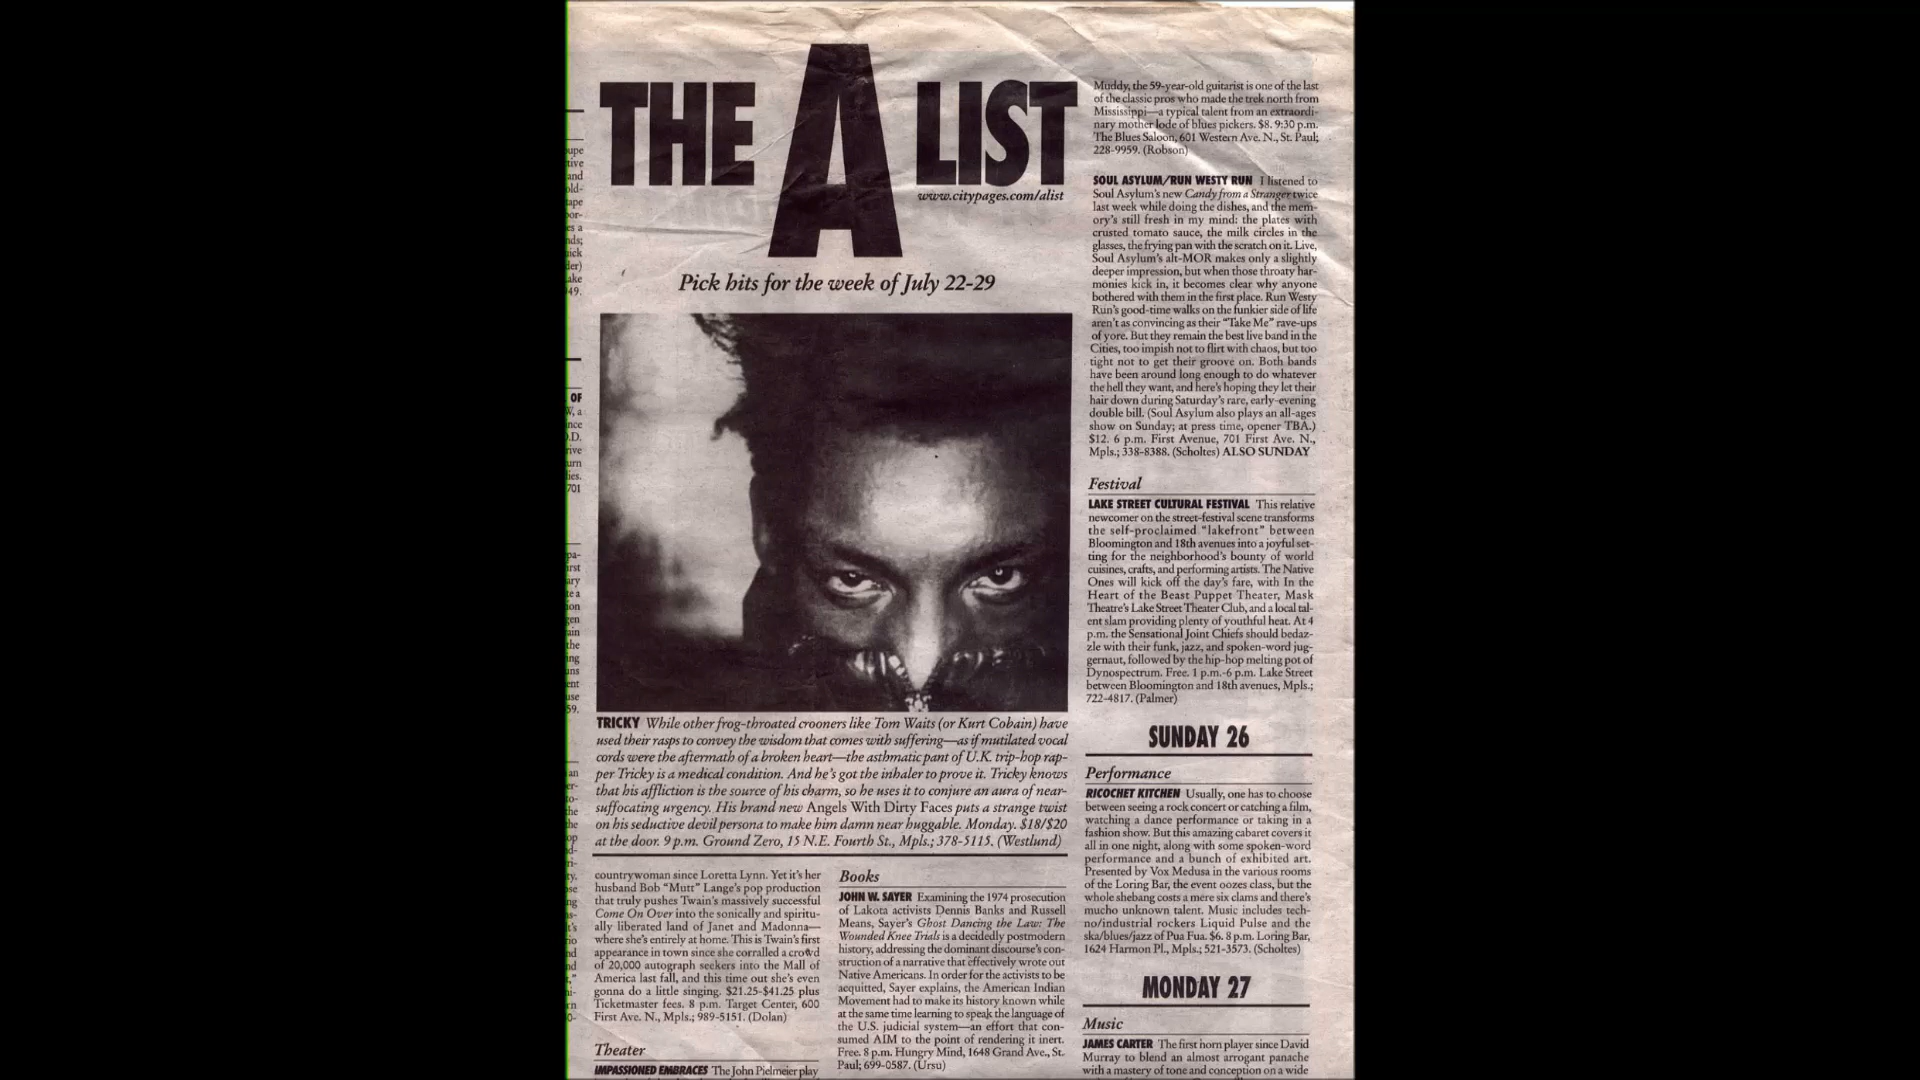 THE A LIST
www.citypages.com/alist
Pick hits for the week of July 22-29
TRICKY While other frog-throated crooners like Tom Waits (or Kurt Cobain) have
used their rasps to convey the wisdom that comes with suffering—as if mutilated vocal
cords were the aftermath of a broken heart—the asthmatic pant of U.K. trip-hop rap-
per Tricky is a medical condition. And he's got the inhaler to prove it. Tricky knows
that his affliction is the source of his charm, so he uses it to conjure an aura of near-
suffocating urgency. His brand new Angels With Dirty Faces puts a strange twist
on his seductive devil persona to make him damn near huggable. Monday. $18/$20
at the door. 9 p.m. Ground Zero, 15 N.E. Fourth St., Mpls.; 378-5115. (Westlund)
countrywoman since Loretta Lynn. Yet it's her
husband Bob "Mutt" Lange's pop production
that truly pushes Twain's massively successful
Come On Over into the sonically and spiritu-
ally liberated land of Janet and Madonna—
where she's entirely at home. This is Twain's first
appearance in town since she corralled a crowd
of 20,000 autograph seekers into the Mall of
America last fall, and this time out she's even
gonna do a little singing. $21.25-$41.25 plus
Ticketmaster fees. 8 p.m. Target Center, 600
First Ave. N., Mpls.; 989-5151. (Dolan)
Theater
IMPASSIONED EMBRACES The John Pielmeier play
Books
JOHN W. SAYER Examining the 1974 prosecution
of Lakota activists Dennis Banks and Russell
Means, Sayer's Ghost Dancing the Law: The
Wounded Knee Trials is a decidedly postmodern
history, addressing the dominant discourse's con-
struction of a narrative that effectively wrote out
Native Americans. In order for the activists to be
acquitted, Sayer explains, the American Indian
Movement had to make its history known while
at the same time learning to speak the language of
the U.S. judicial system—an effort that con-
sumed AIM to the point of rendering it inert.
Free. 8 p.m. Hungry Mind, 1648 Grand Ave., St.
Paul; 699-0587. (Ursu)
Muddy, the 59-year-old guitarist is one of the last
of the classic pros who made the trek north from
Mississippi—a typical talent from an extraordi-
nary mother lode of blues pickers. $8. 9:30 p.m.
The Blues Saloon, 601 Western Ave. N., St. Paul;
228-9959. (Robson)
SOUL ASYLUM/RUN WESTY RUN I listened to
Soul Asylum's new Candy from a Stranger twice
last week while doing the dishes, and the mem-
ory's still fresh in my mind: the plates with
crusted tomato sauce, the milk circles in the
glasses, the frying pan with the scratch on it. Live,
Soul Asylum's alt-MOR makes only a slightly
deeper impression, but when those throaty har-
monies kick in, it becomes clear why anyone
bothered with them in the first place. Run Westy
Run's good-time walks on the funkier side of life
aren't as convincing as their "Take Me" rave-ups
of yore. But they remain the best live band in the
Cities, too impish not to flirt with chaos, but too
tight not to get their groove on. Both bands
have been around long enough to do whatever
the hell they want, and here's hoping they let their
hair down during Saturday's rare, early-evening
double bill. (Soul Asylum also plays an all-ages
show on Sunday; at press time, opener TBA.)
$12. 6 p.m. First Avenue, 701 First Ave. N.,
Mpls.; 338-8388. (Scholtes) ALSO SUNDAY
Festival
LAKE STREET CULTURAL FESTIVAL This relative
newcomer on the street-festival scene transforms
the self-proclaimed "lakefront" between
Bloomington and 18th avenues into a joyful set-
ting for the neighborhood's bounty of world
cuisines, crafts, and performing artists. The Native
Ones will kick off the day's fare, with In the
Heart of the Beast Puppet Theater, Mask
Theatre's Lake Street Theater Club, and a local tal-
ent slam providing plenty of youthful heat. At 4
p.m. the Sensational Joint Chiefs should bedaz-
zle with their funk, jazz, and spoken-word jug-
gernaut, followed by the hip-hop melting pot of
Dynospectrum. Free. 1 p.m.-6 p.m. Lake Street
between Bloomington and 18th avenues, Mpls.;
722-4817. (Palmer)
SUNDAY 26
Performance
RICOCHET KITCHEN Usually, one has to choose
between seeing a rock concert or catching a film,
watching a dance performance or taking in a
fashion show. But this amazing cabaret covers it
all in one night, along with some spoken-word
performance and a bunch of exhibited art.
Presented by Vox Medusa in the various rooms
of the Loring Bar, the event oozes class, but the
whole shebang costs a mere six clams and there's
mucho unknown talent. Music includes tech-
no/industrial rockers Liquid Pulse and the
ska/blues/jazz of Pua Fua. $6. 8 p.m. Loring Bar,
1624 Harmon Pl., Mpls.; 521-3573. (Scholtes)
MONDAY 27
Music
JAMES CARTER The first horn player since David
Murray to blend an almost arrogant panache
with a mastery of tone and conception on a wide